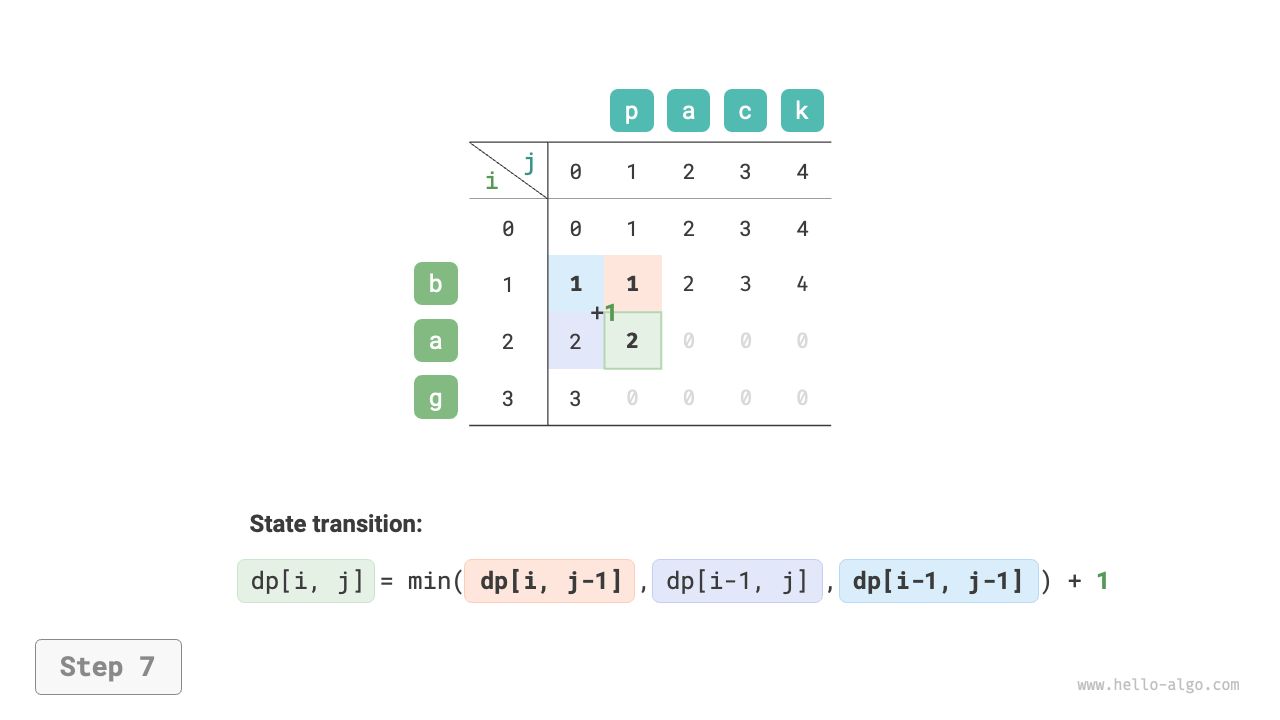 p a c k
j
i
0 1 2 3 4
0 0 1 2 3 4
b 1 1 1 2 3 4
+1
a 2 2 2 0 0 0
g 3 3 0 0 0 0
State transition:
dp[i, j] = min( dp[i, j-1] , dp[i-1, j] , dp[i-1, j-1] ) + 1
Step 7
www.hello-algo.com